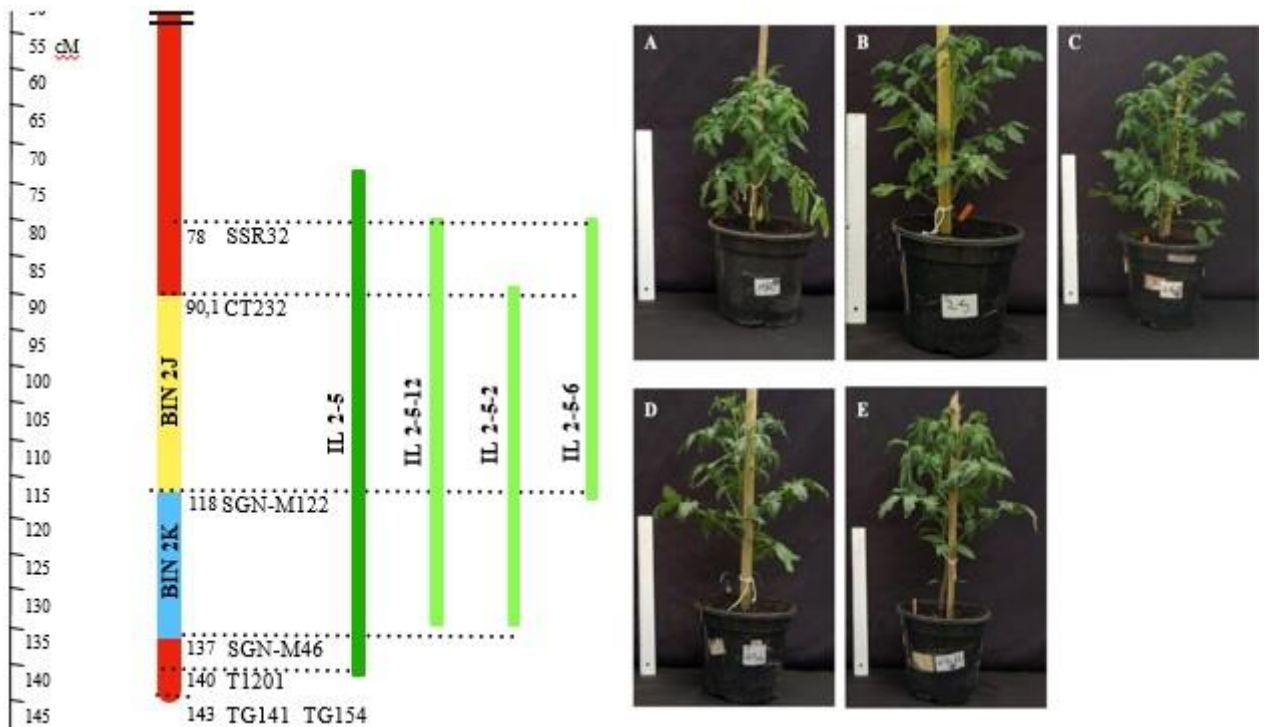 55 cM
60
65
70
75
80
85
90
95
100
105
110
115
120
125
130
135
140
145
78 SSR32
90,1 CT232
118 SGN-M122
137 SGN-M46
140 T1201
143 TG141 TG154
BIN 2J
BIN 2K
IL 2-5
IL 2-5-12
IL 2-5-2
IL 2-5-6
A
B
2-5
C
D
E